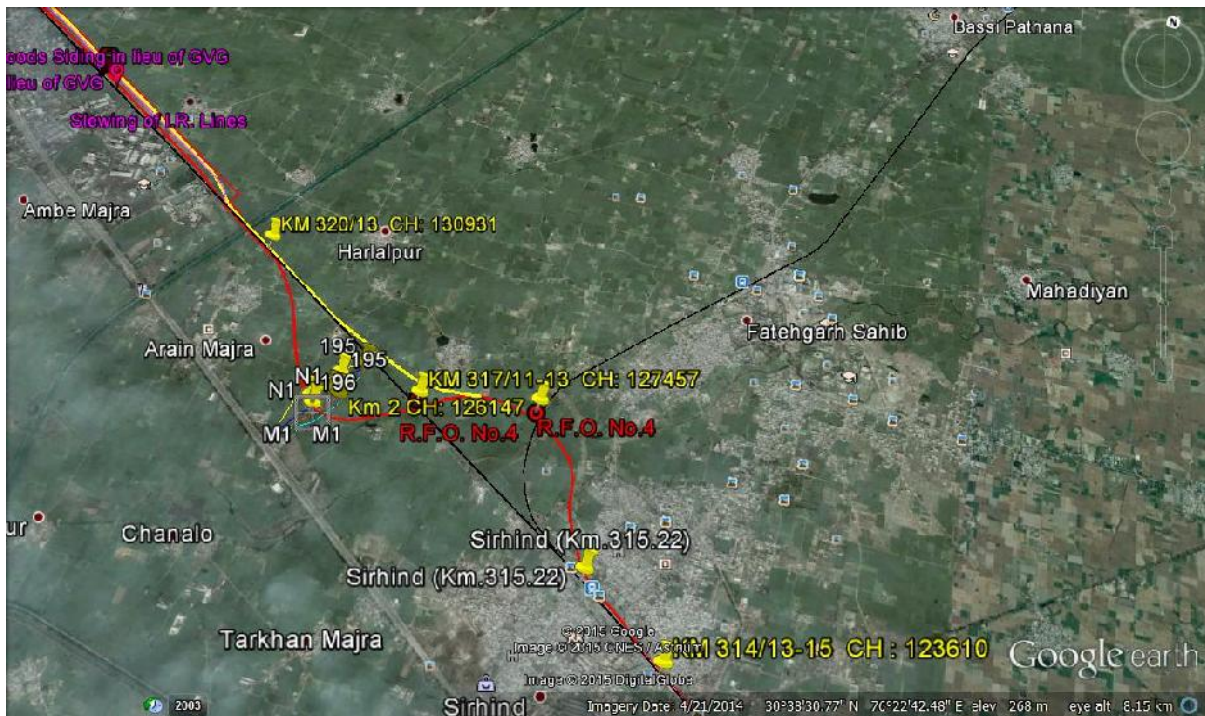 Bassi Pathana
Goods Siding in lieu of GVG
lieu of GVG
Slewing of I.R. Lines
Ambe Majra
KM 320/13 CH: 130931
Harlalpur
Mahadiyan
Arain Majra
195
195
Fatehgarh Sahib
N1
N1
196
KM 317/11-13 CH: 127457
Km 2 CH: 126147
M1
M1
R.F.O. No.4
R.F.O. No.4
Chanalo
Sirhind (Km.315.22)
Sirhind (Km.315.22)
Tarkhan Majra
© 2015 Google
Image © 2015 CNES / Astrium
KM 314/13-15 CH : 123610
Google earth
Image © 2015 DigitalGlobe
Sirhind
2003
Imagery Date: 4/21/2014 30°38'30.77" N 76°22'42.48" E elev 268 m eye alt 8.15 km